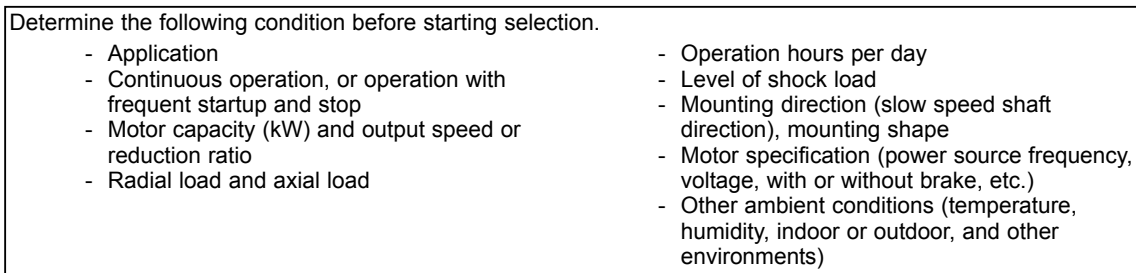 Determine the following condition before starting selection.
- Application
- Continuous operation, or operation with
frequent startup and stop
- Motor capacity (kW) and output speed or
reduction ratio
- Radial load and axial load
- Operation hours per day
- Level of shock load
- Mounting direction (slow speed shaft
direction), mounting shape
- Motor specification (power source frequency,
voltage, with or without brake, etc.)
- Other ambient conditions (temperature,
humidity, indoor or outdoor, and other
environments)